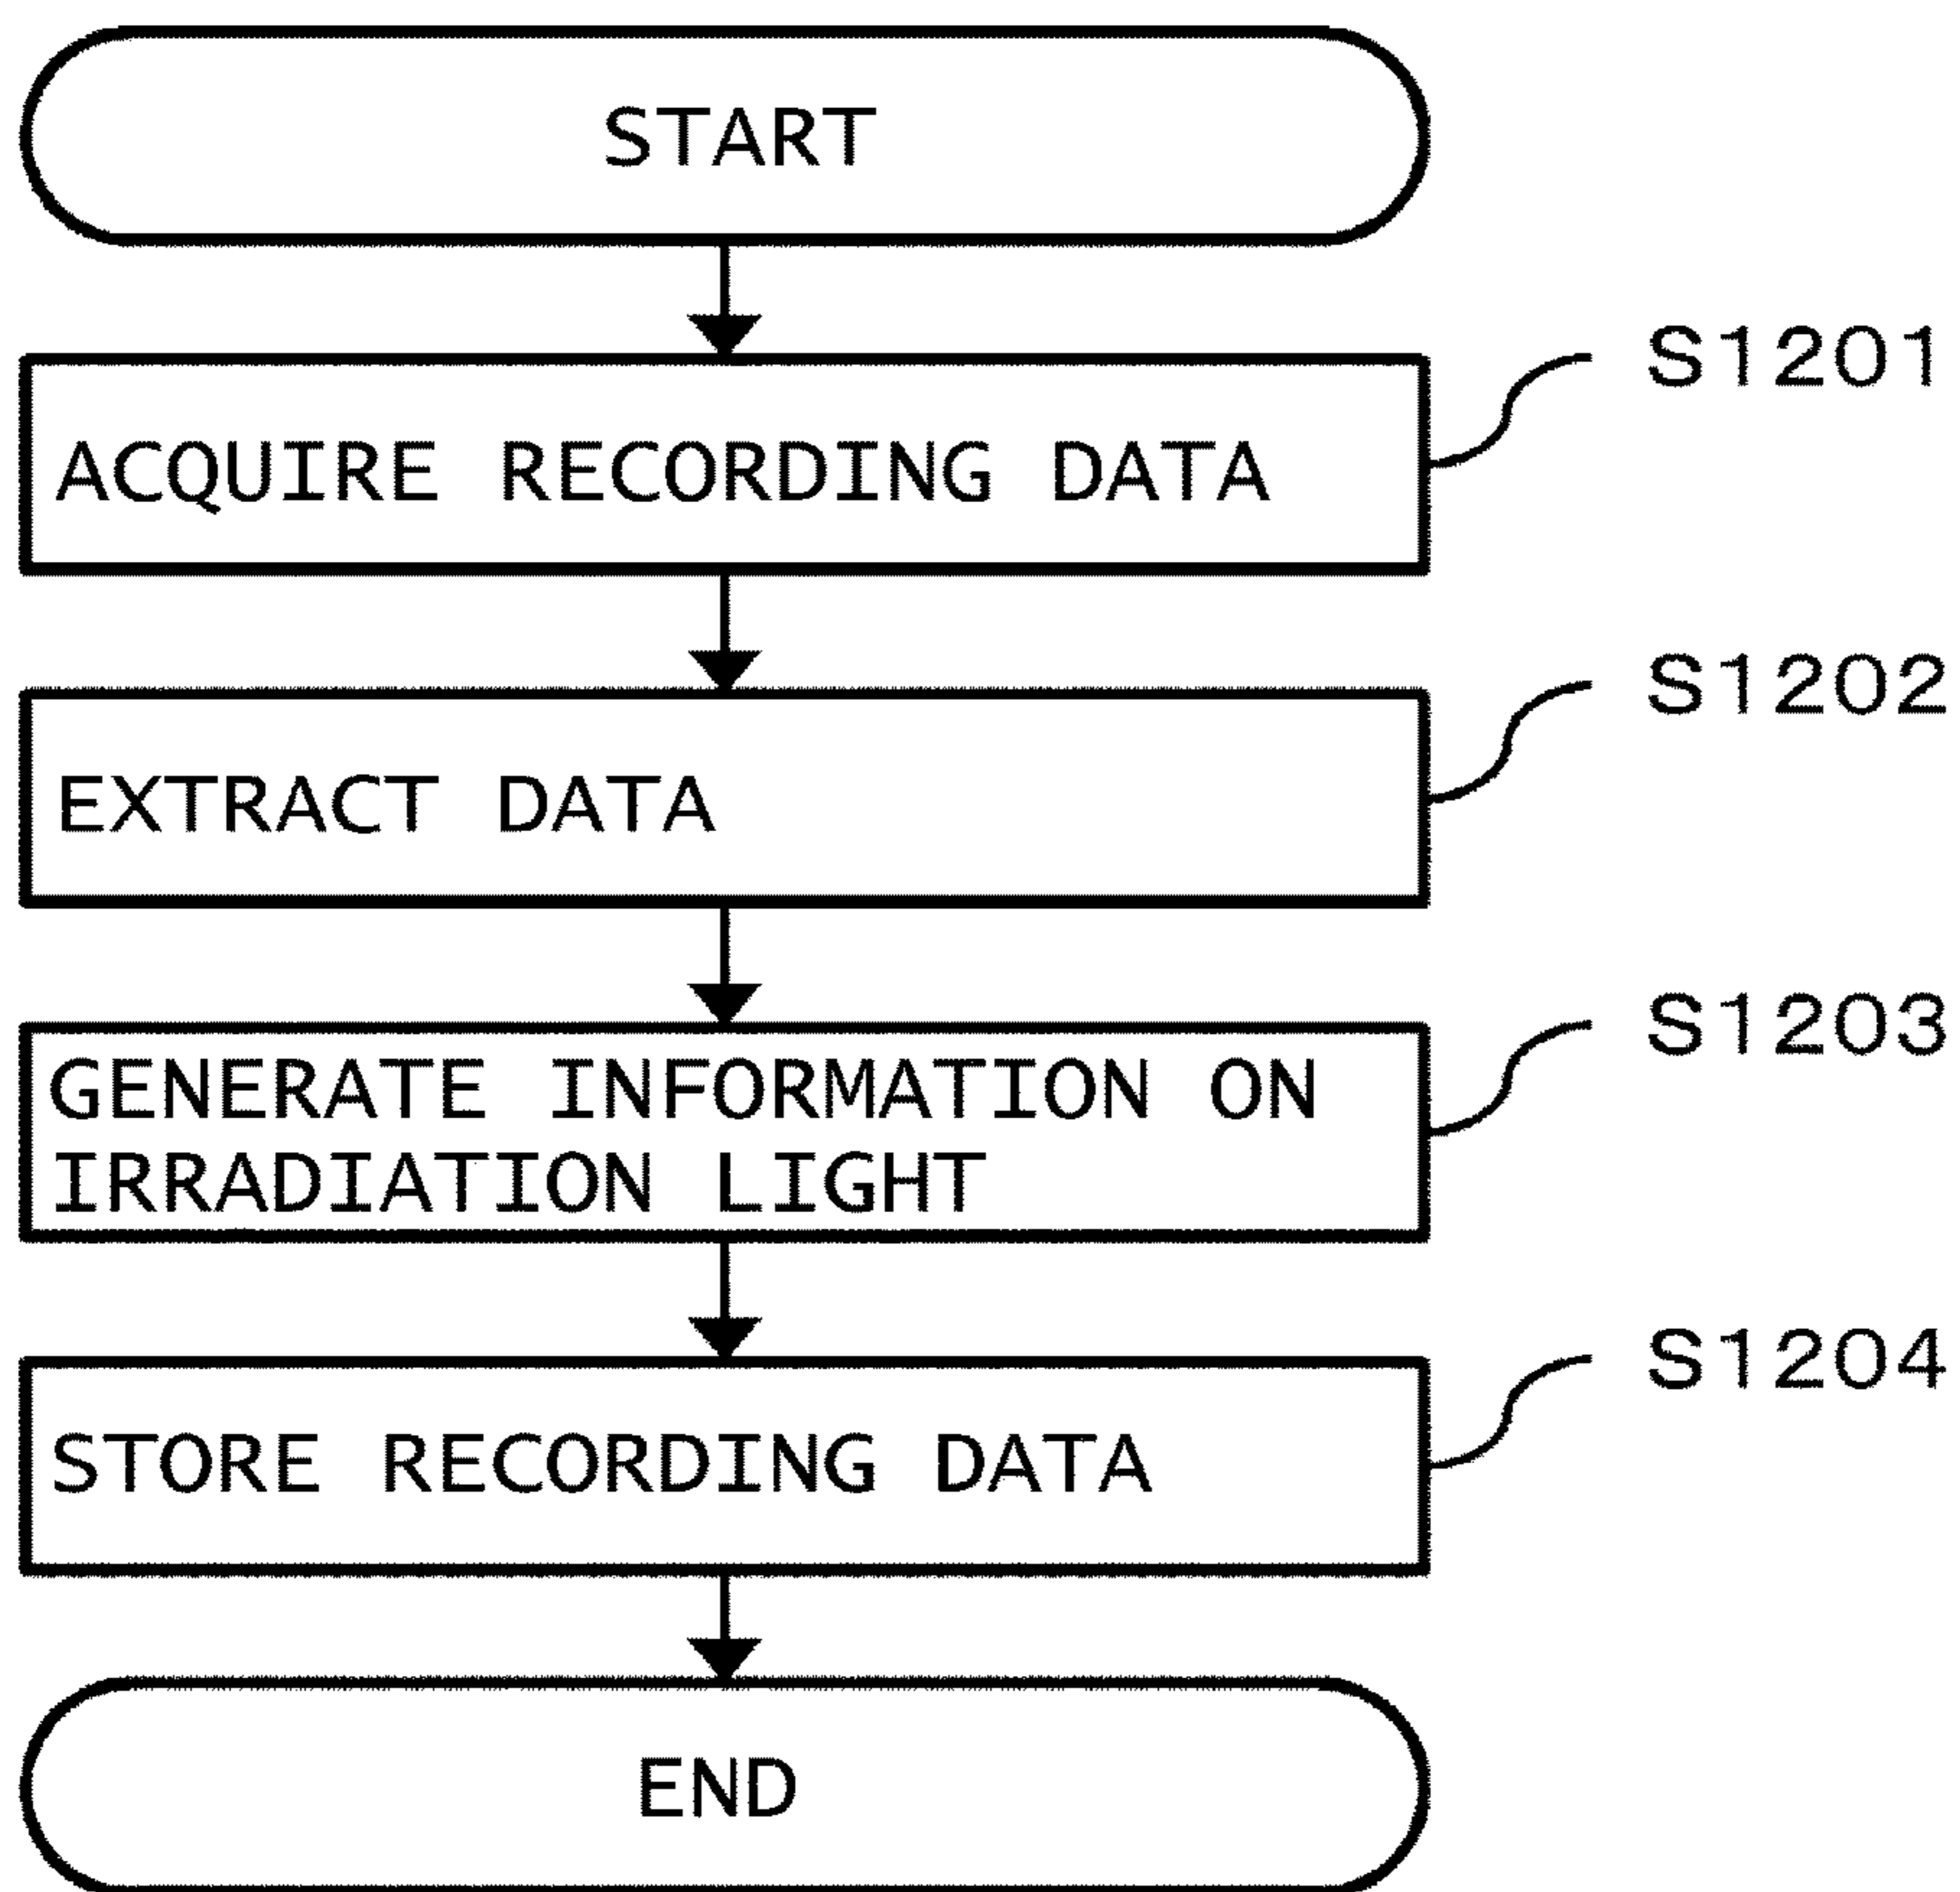 START
S1201
ACQUIRE RECORDING DATA
S1202
EXTRACT DATA
S1203
GENERATE INFORMATION ON
IRRADIATION LIGHT
S1204
STORE RECORDING DATA
END